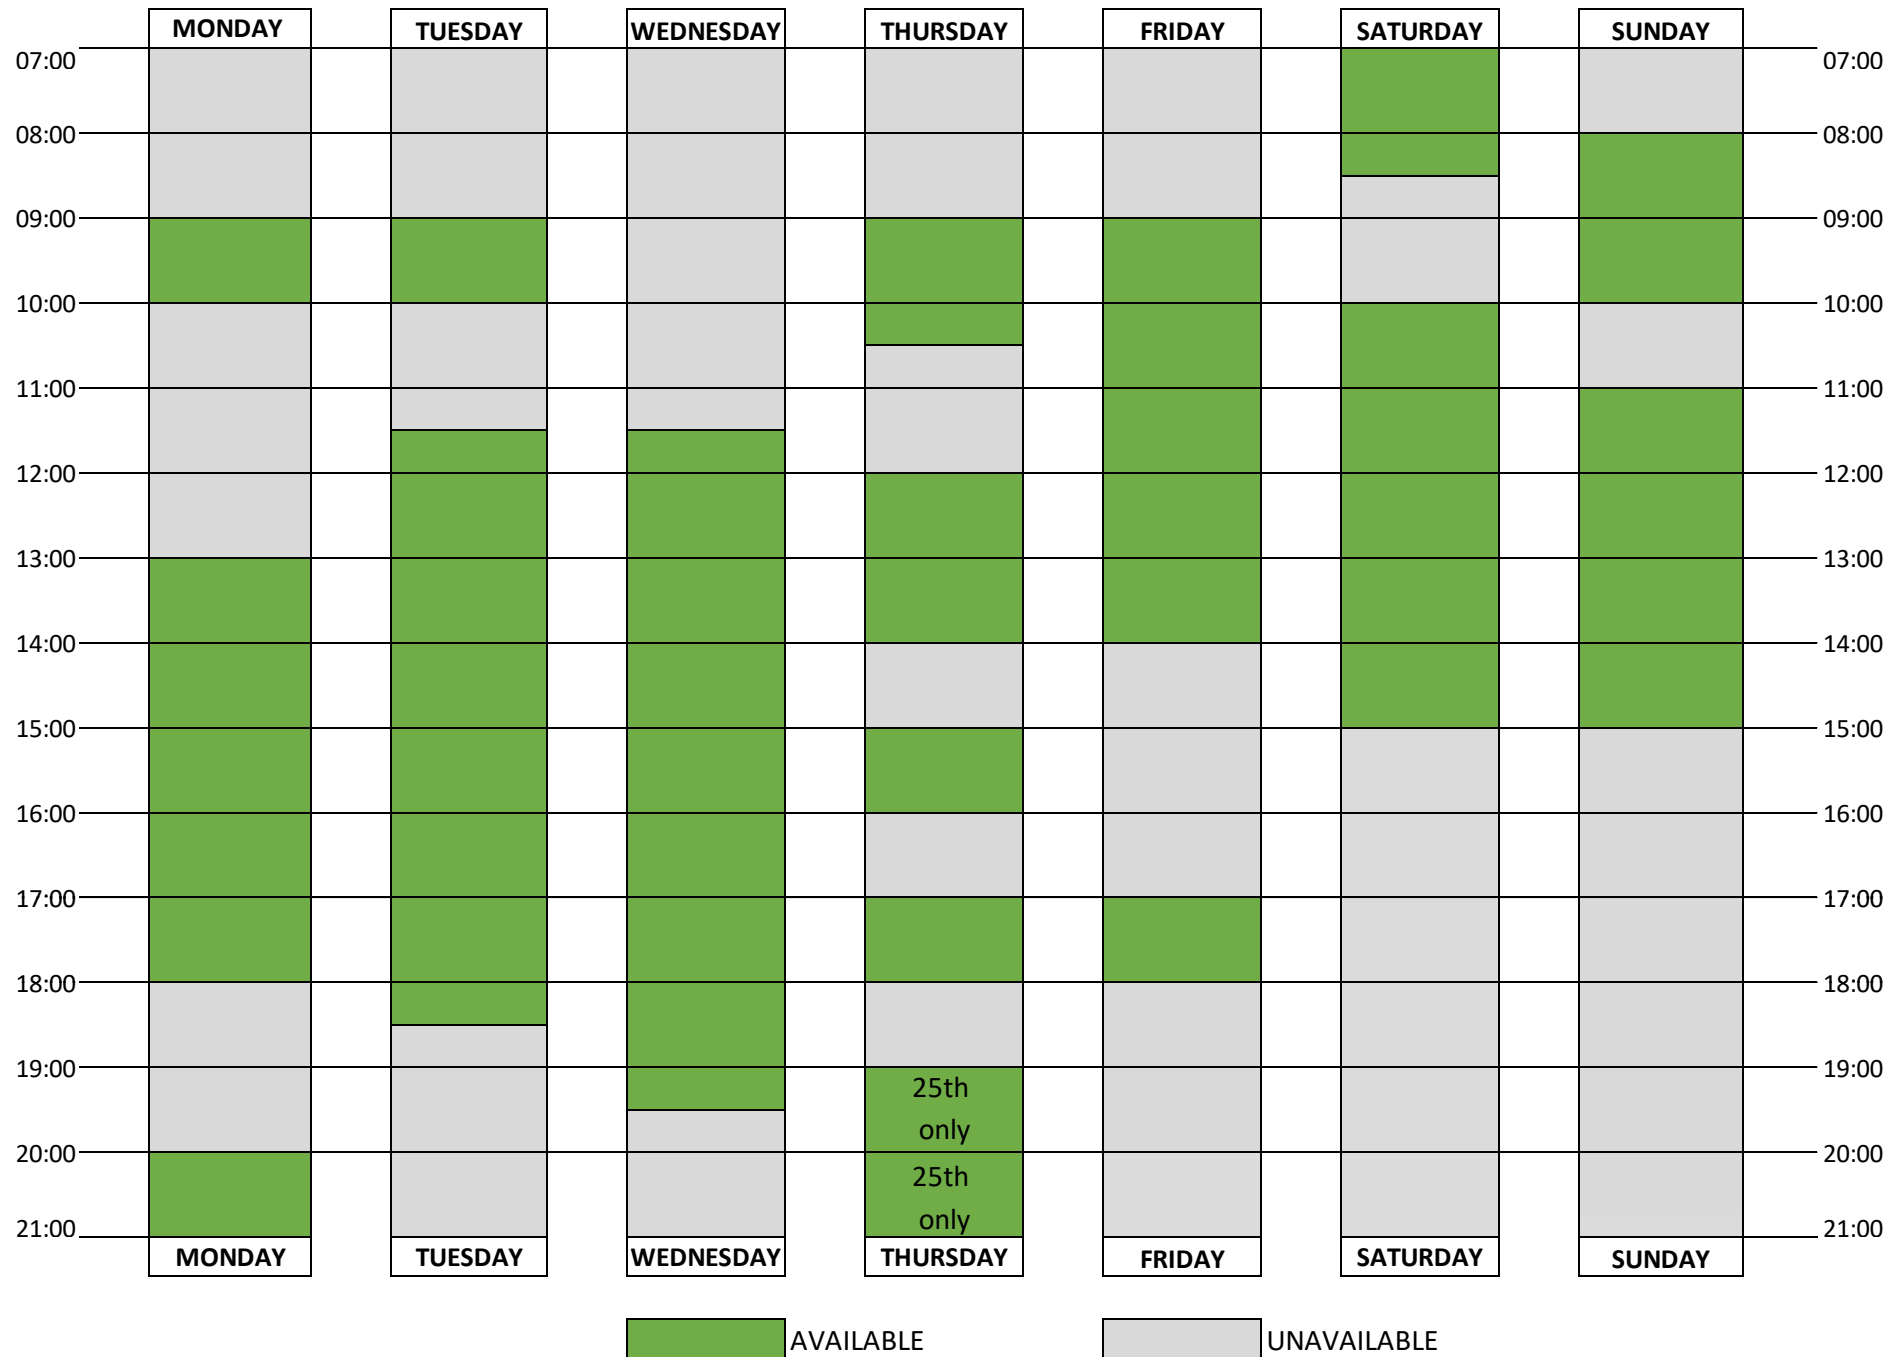 MONDAY TUESDAY WEDNESDAY THURSDAY FRIDAY SATURDAY SUNDAY
07:00 07:00
08:00 08:00
09:00 09:00
10:00 10:00
11:00 11:00
12:00 12:00
13:00 13:00
14:00 14:00
15:00 15:00
16:00 16:00
17:00 17:00
18:00 18:00
19:00 19:00
25th
only
20:00 20:00
25th
only
21:00 21:00
MONDAY TUESDAY WEDNESDAY THURSDAY FRIDAY SATURDAY SUNDAY
AVAILABLE UNAVAILABLE